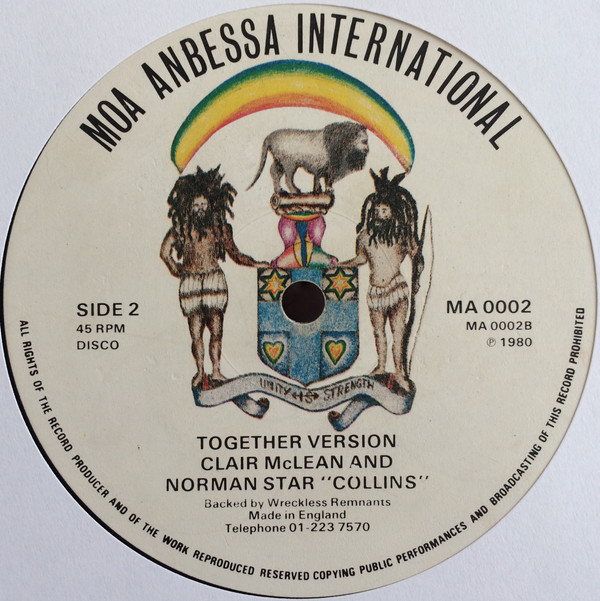 MOA ANBESSA INTERNATIONAL
SIDE 2
45 RPM
DISCO
MA 0002
MA 0002B
℗ 1980
UNITY IS STRENGTH
TOGETHER VERSION
CLAIR McLEAN AND
NORMAN STAR "COLLINS"
Backed by Wreckless Remnants
Made in England
Telephone 01-223 7570
ALL RIGHTS OF THE RECORD PRODUCER AND OF THE WORK REPRODUCED RESERVED COPYING PUBLIC PERFORMANCES AND BROADCASTING OF THIS RECORD PROHIBITED